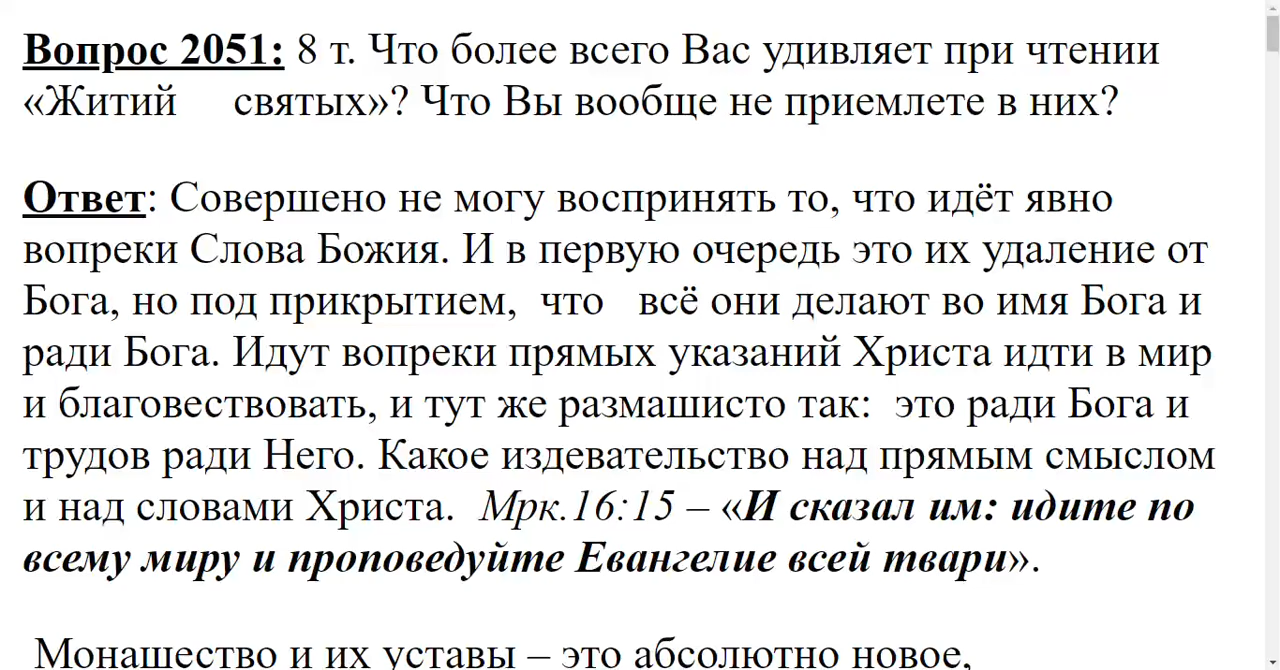 Вопрос 2051: 8 т. Что более всего Вас удивляет при чтении
«Житий святых»? Что Вы вообще не приемлете в них?
Ответ: Совершено не могу воспринять то, что идёт явно
вопреки Слова Божия. И в первую очередь это их удаление от
Бога, но под прикрытием, что всё они делают во имя Бога и
ради Бога. Идут вопреки прямых указаний Христа идти в мир
и благовествовать, и тут же размашисто так: это ради Бога и
трудов ради Него. Какое издевательство над прямым смыслом
и над словами Христа. Мрк.16:15 – «И сказал им: идите по
всему миру и проповедуйте Евангелие всей твари».
Монашество и их уставы – это абсолютно новое,